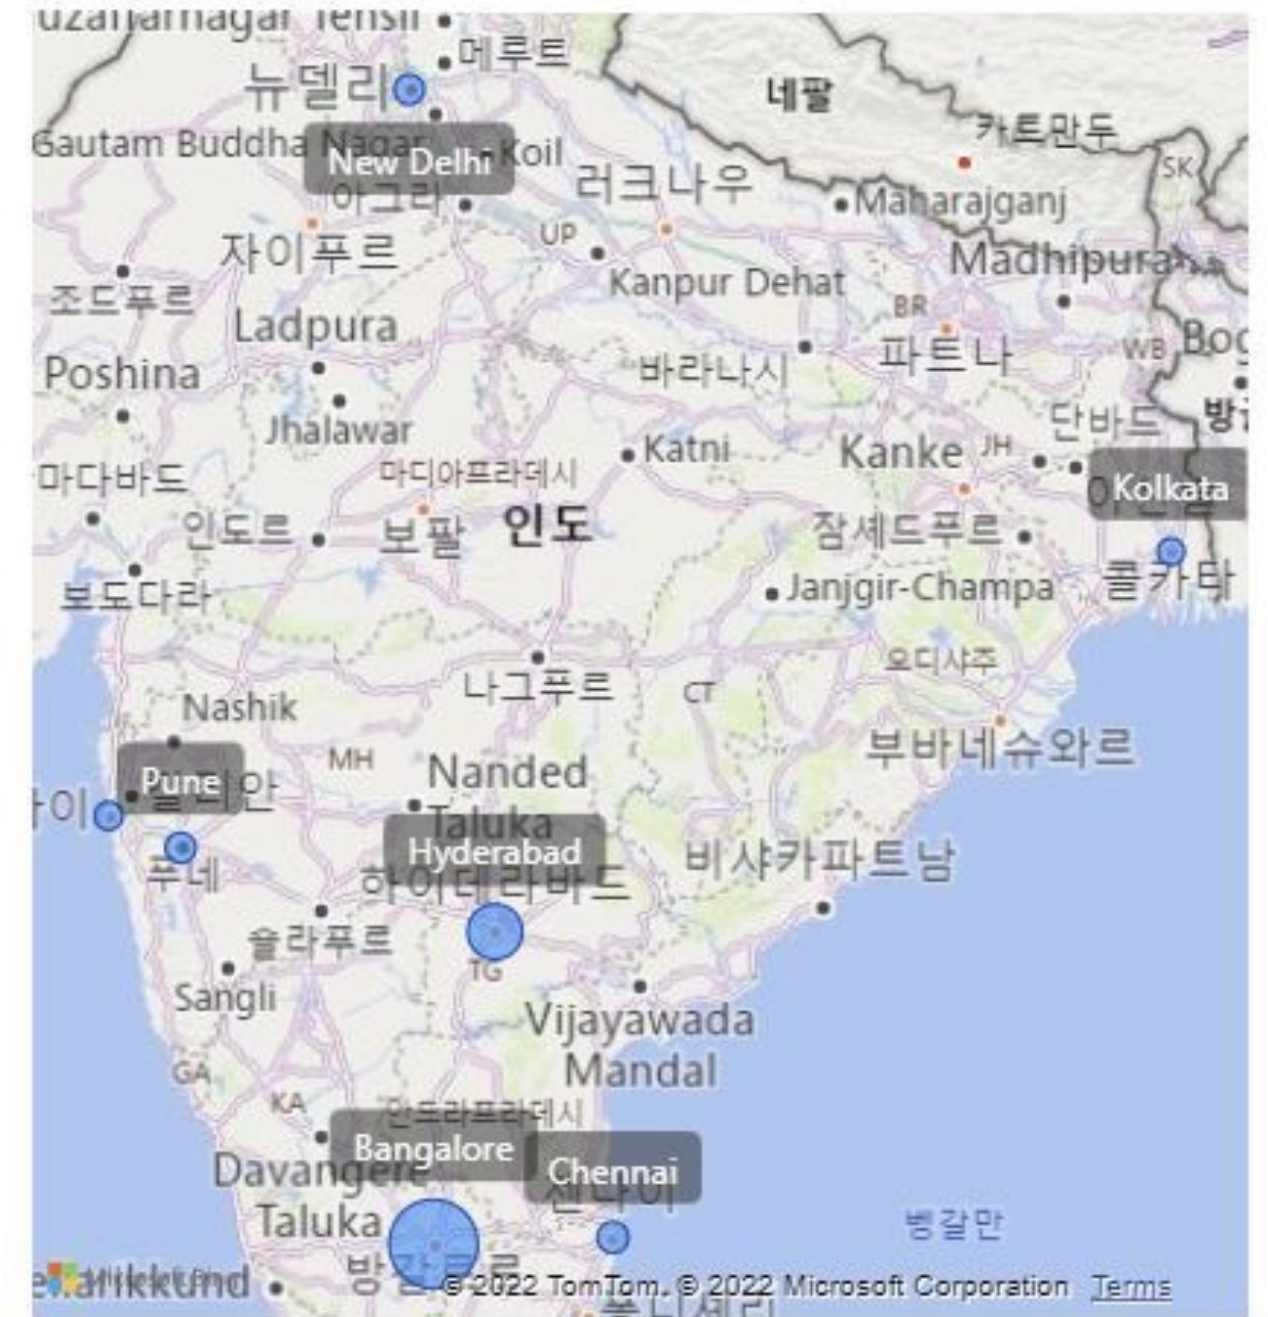 메루트
뉴델리
네팔
카트만두
Gautam Buddha Nagar
New Delhi
Koil
SK
러크나우
아그라
Maharajganj
UP
자이푸르
Madhipura
Kanpur Dehat
조드푸르
BR
Ladpura
WB
파트나
Poshina
바라나시
단바드
Jhalawar
Katni
Kanke
JH
마디아프라데시
마다바드
Kolkata
인도르
보팔
인도
잠셰드푸르
콜카타
Janjgir-Champa
보도다라
오디샤주
나그푸르
CT
Nashik
부바네슈와르
MH
Nanded
Taluka
Pune
Hyderabad
비샤카파트남
푸네
하이데라바드
솔라푸르
TG
Sangli
Vijayawada
Mandal
GA
KA
안드라프라데시
Bangalore
Chennai
Davangere
Taluka
첸나이
벵갈만
방갈로르
© 2022 TomTom, © 2022 Microsoft Corporation Terms